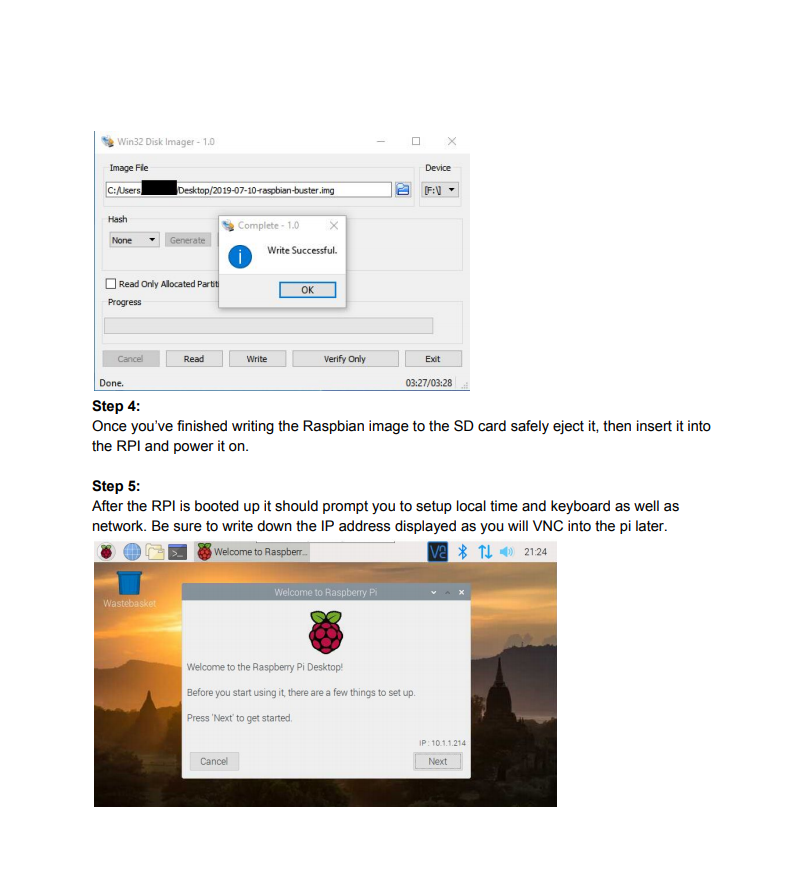 Win32 Disk Imager - 1.0
Image File
Device
C:/Users
/Desktop/2019-07-10-raspbian-buster.img
[F:\]
Hash
None
Generate
Complete - 1.0
Write Successful.
OK
Read Only Allocated Partit
Progress
Cancel
Read
Write
Verify Only
Exit
Done.
03:27/03:28
Step 4:
Once you’ve finished writing the Raspbian image to the SD card safely eject it, then insert it into
the RPI and power it on.
Step 5:
After the RPI is booted up it should prompt you to setup local time and keyboard as well as
network. Be sure to write down the IP address displayed as you will VNC into the pi later.
Welcome to Raspberr...
21:24
Wastebasket
Welcome to Raspberry Pi
Welcome to the Raspberry Pi Desktop!
Before you start using it, there are a few things to set up.
Press 'Next' to get started.
IP : 10.1.1.214
Cancel
Next